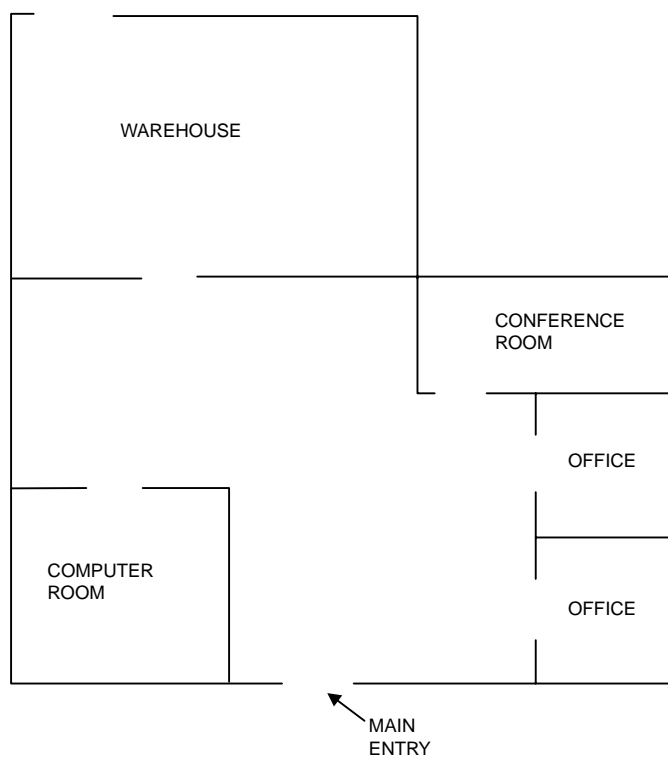 WAREHOUSE
CONFERENCE
ROOM
OFFICE
COMPUTER
ROOM
OFFICE
MAIN
ENTRY